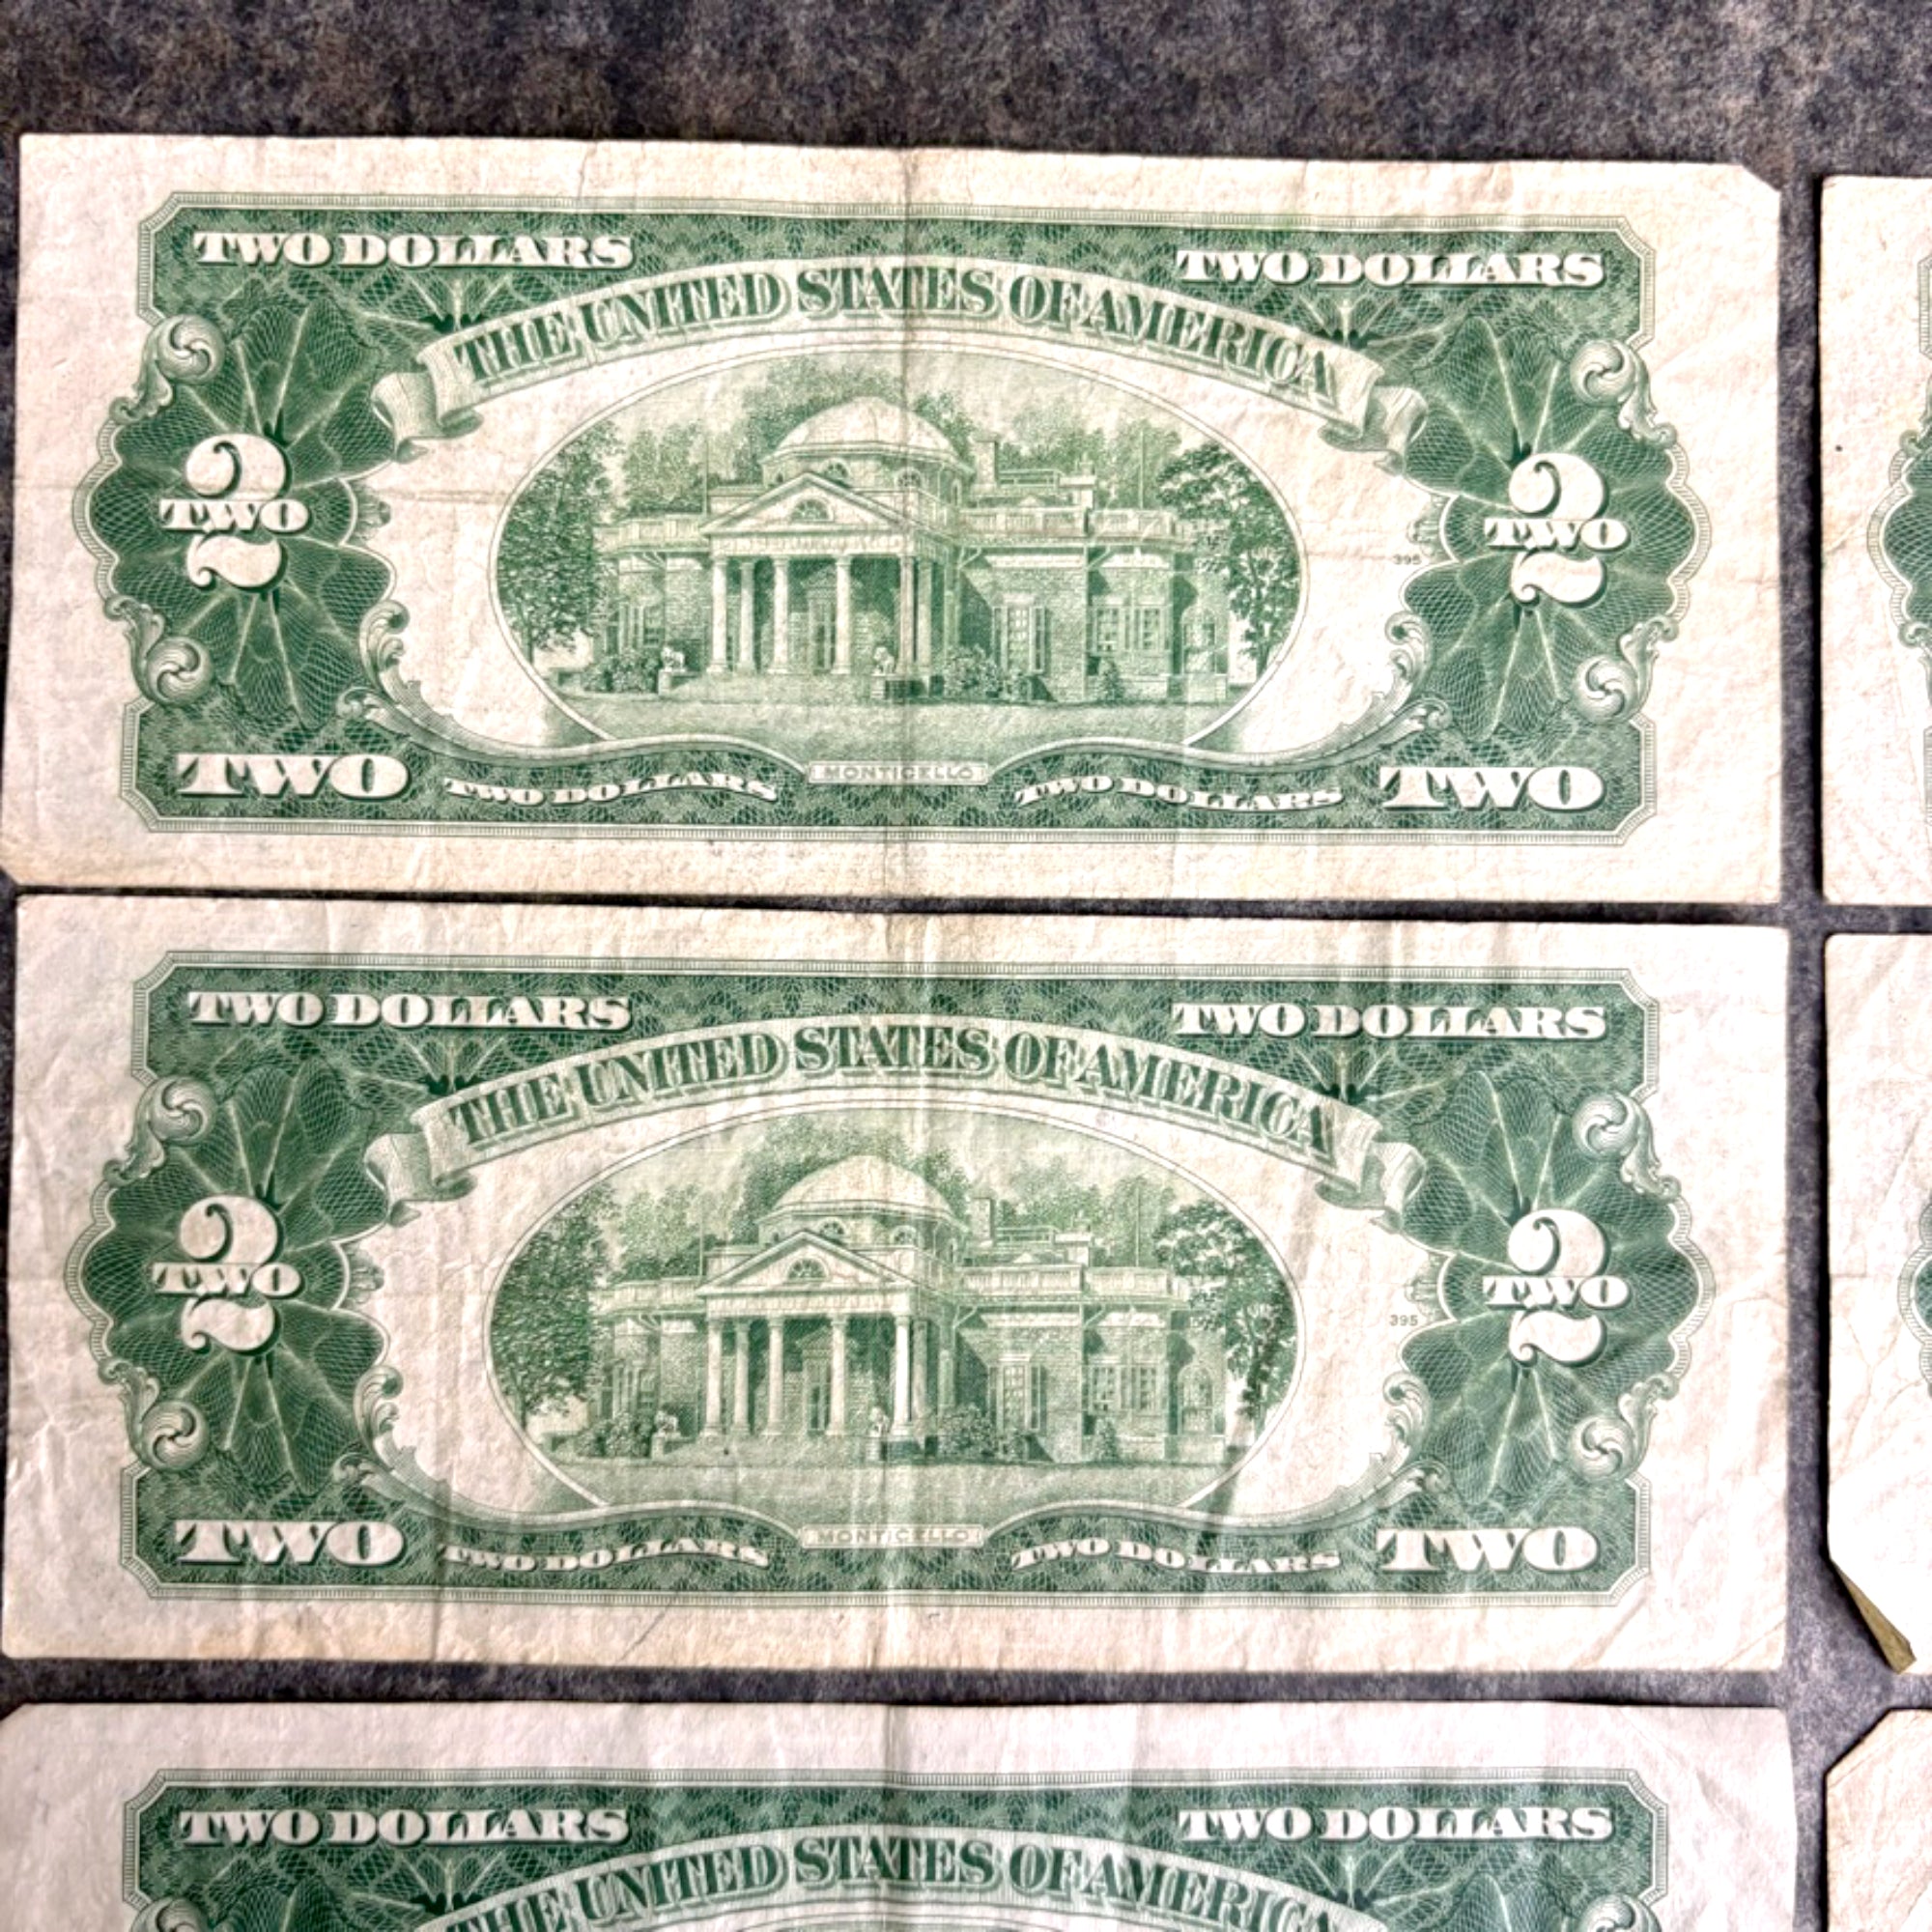 TWO DOLLARS TWO DOLLARS
THE UNITED STATES OF AMERICA
2 2
TWO TWO
395
TWO TWO DOLLARS MONTICELLO TWO DOLLARS TWO
TWO DOLLARS TWO DOLLARS
THE UNITED STATES OF AMERICA
2 2
TWO TWO
395
TWO TWO DOLLARS MONTICELLO TWO DOLLARS TWO
TWO DOLLARS TWO DOLLARS
THE UNITED STATES OF AMERICA